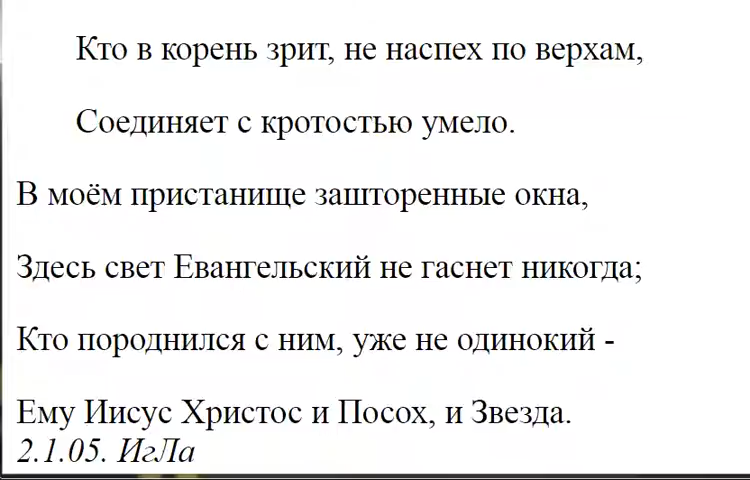 Кто в корень зрит, не наспех по верхам,
Соединяет с кротостью умело.
В моём пристанище зашторенные окна,
Здесь свет Евангельский не гаснет никогда;
Кто породнился с ним, уже не одинокий -
Ему Иисус Христос и Посох, и Звезда.
2.1.05. ИгЛа